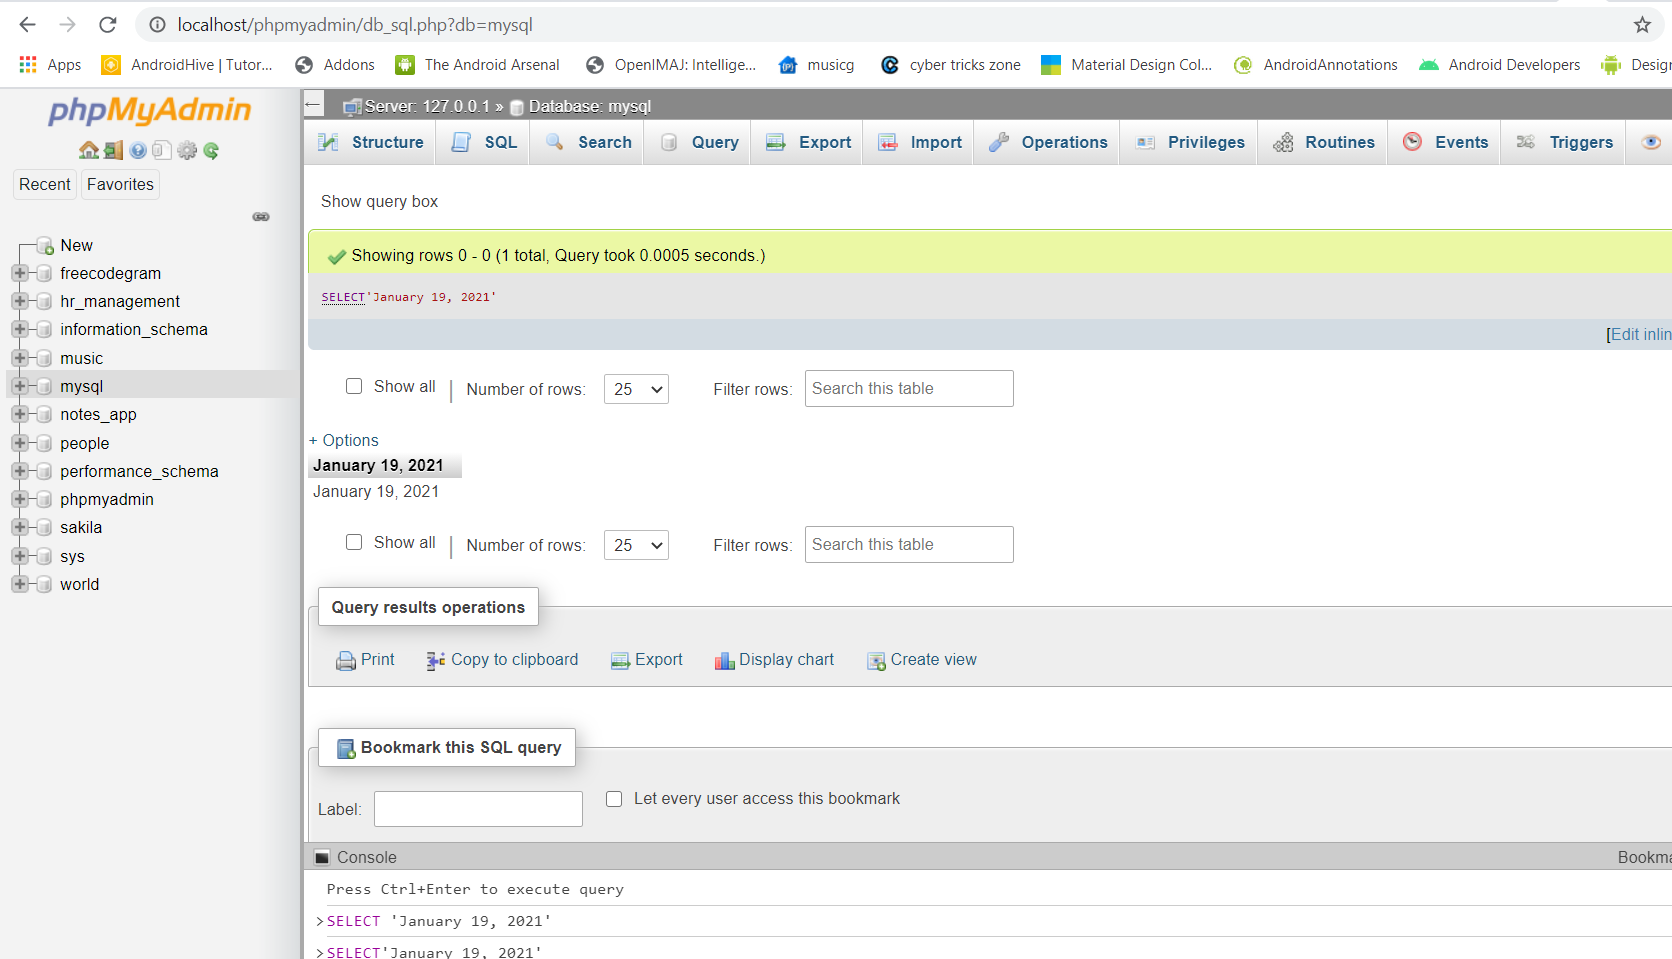 localhost/phpmyadmin/db_sql.php?db=mysql
Apps AndroidHive | Tutor... Addons The Android Arsenal OpenIMAJ: Intellige... musicg cyber tricks zone Material Design Col... AndroidAnnotations Android Developers Desig
phpMyAdmin
Recent Favorites
New
freecodegram
hr_management
information_schema
music
mysql
notes_app
people
performance_schema
phpmyadmin
sakila
sys
world
Server: 127.0.0.1 » Database: mysql
Structure SQL Search Query Export Import Operations Privileges Routines Events Triggers
Show query box
Showing rows 0 - 0 (1 total, Query took 0.0005 seconds.)
SELECT'January 19, 2021'
[Edit inlin
Show all | Number of rows: 25 Filter rows: Search this table
+ Options
January 19, 2021
January 19, 2021
Show all | Number of rows: 25 Filter rows: Search this table
Query results operations
Print Copy to clipboard Export Display chart Create view
Bookmark this SQL query
Label: Let every user access this bookmark
Console Bookma
Press Ctrl+Enter to execute query
>SELECT 'January 19, 2021'
>SELECT'January 19, 2021'